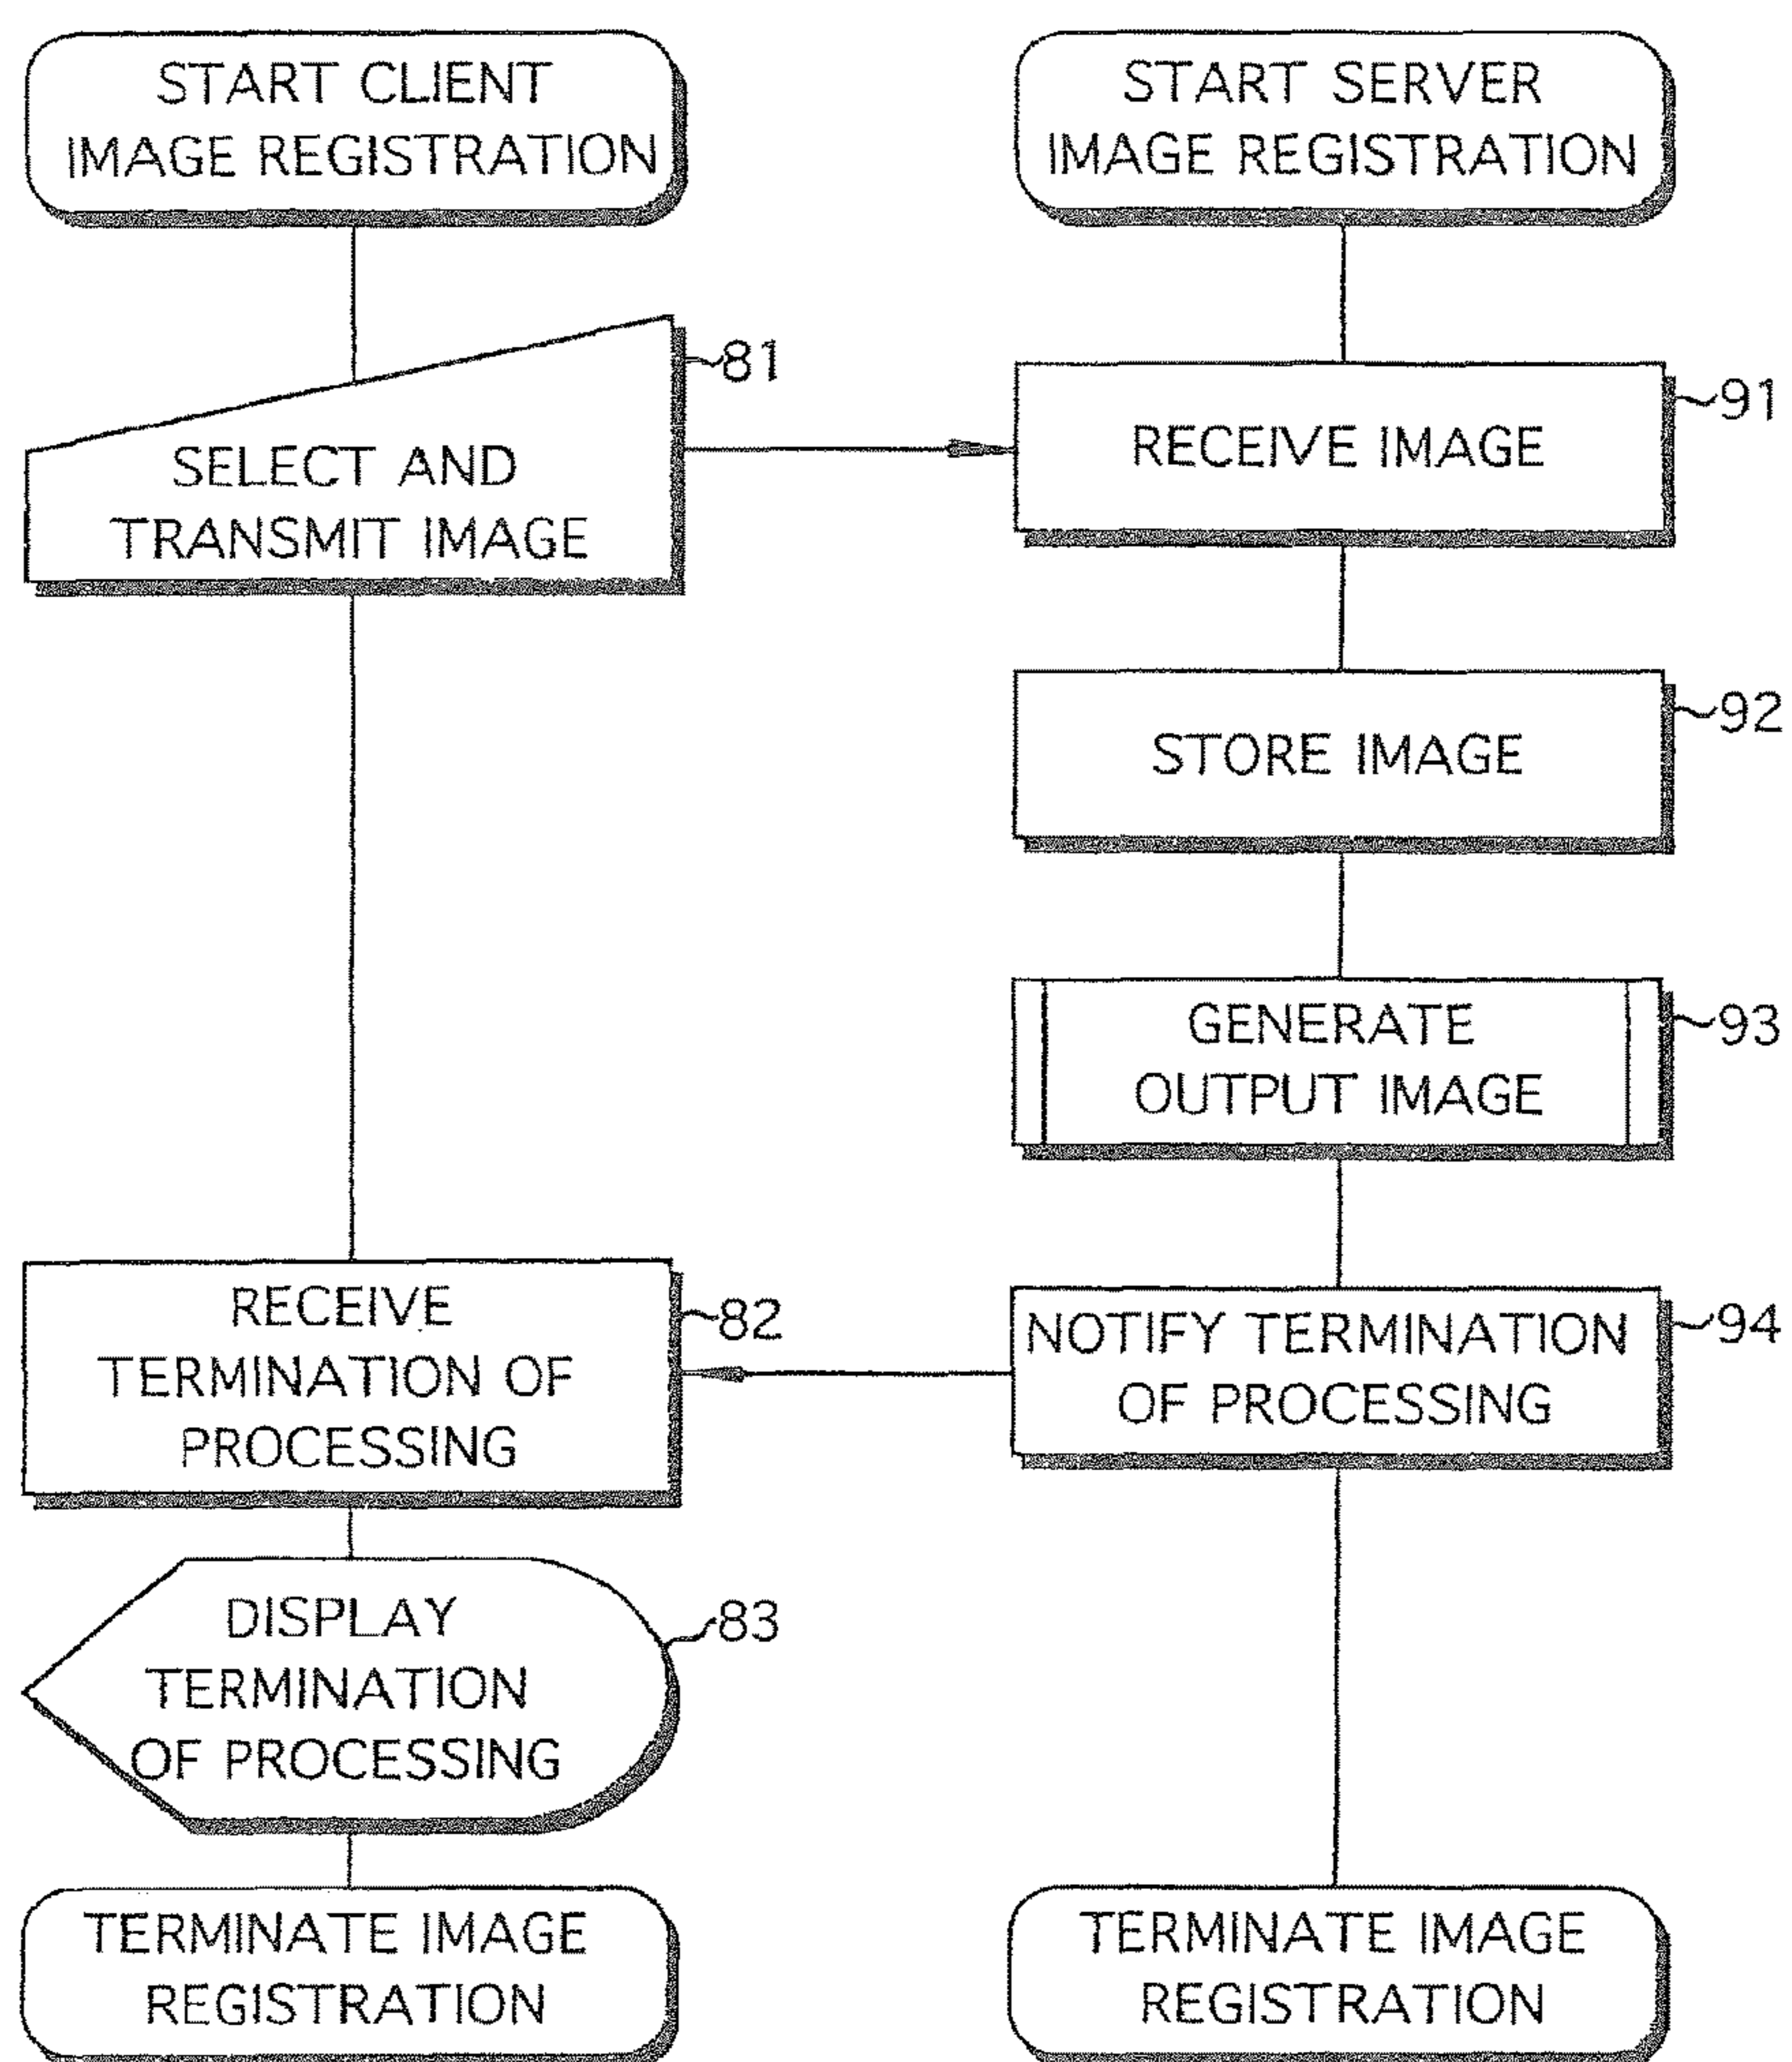 START CLIENT
IMAGE REGISTRATION
81
SELECT AND
TRANSMIT IMAGE
82
RECEIVE
TERMINATION OF
PROCESSING
83
DISPLAY
TERMINATION
OF PROCESSING
TERMINATE IMAGE
REGISTRATION
START SERVER
IMAGE REGISTRATION
91
RECEIVE IMAGE
92
STORE IMAGE
93
GENERATE
OUTPUT IMAGE
94
NOTIFY TERMINATION
OF PROCESSING
TERMINATE IMAGE
REGISTRATION